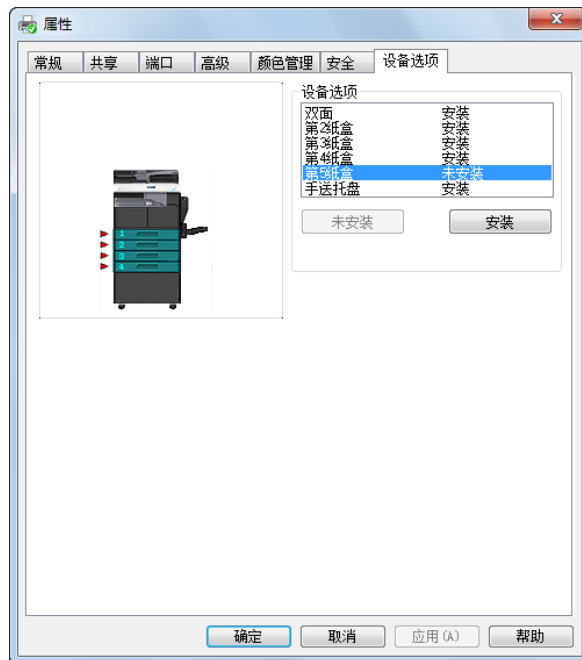 属性
常规 共享 端口 高级 颜色管理 安全 设备选项
设备选项
双面 安装
第2纸盒 安装
第3纸盒 安装
第4纸盒 安装
第5纸盒 未安装
手送托盘 安装
未安装 安装
1
2
3
4
确定 取消 应用(A) 帮助